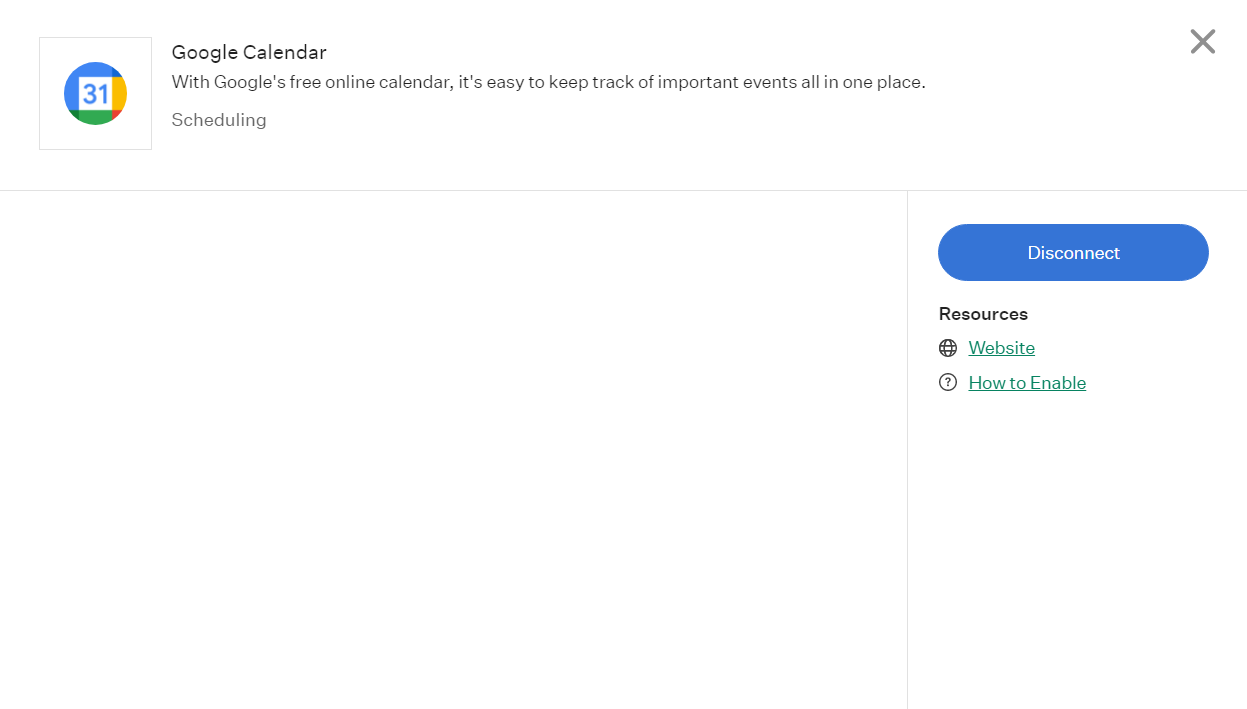 31
Google Calendar
With Google's free online calendar, it's easy to keep track of important events all in one place.
Scheduling
Disconnect
Resources
Website
How to Enable